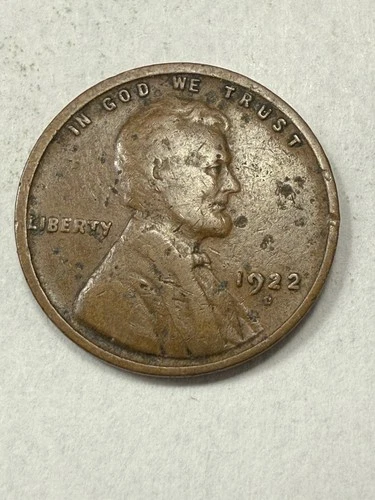 IN GOD WE TRUST
LIBERTY
1922
D